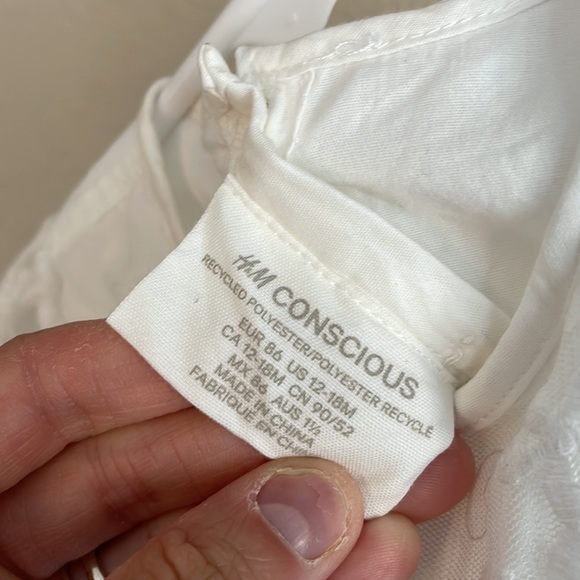 H&M CONSCIOUS
RECYCLED POLYESTER/POLYESTER RECYCLÉ
EUR 86 US 12-18M
CA 12-18M CN 90/52
MX 86 AUS 1½
MADE IN CHINA
FABRIQUE EN CHINE